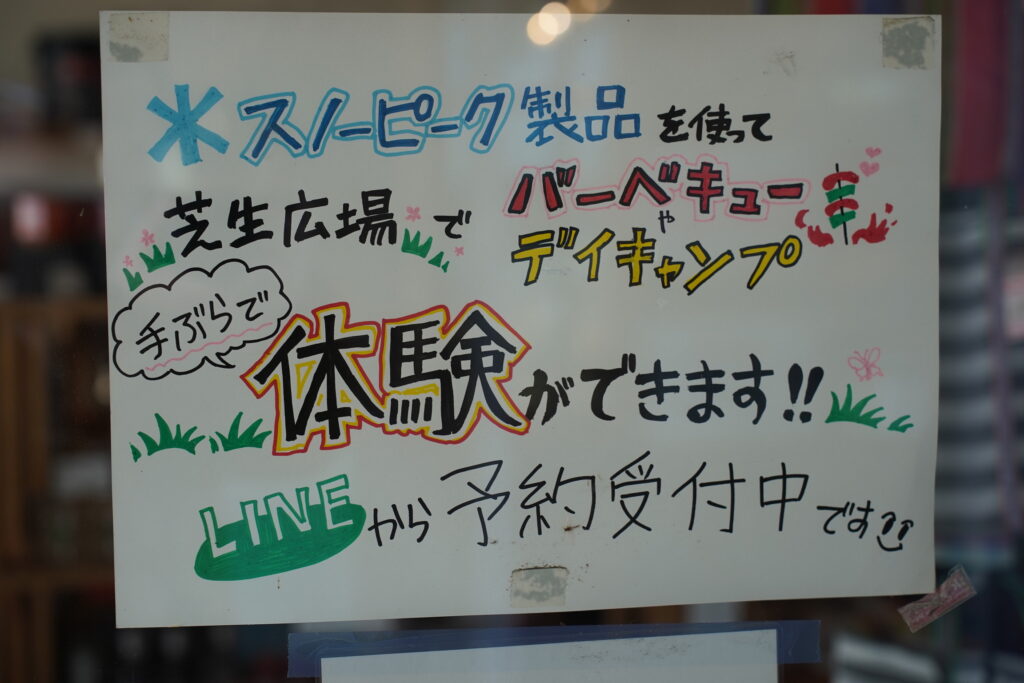 ＊スノーピーク製品を使って
芝生広場で
バーベキュー
や
デイキャンプ
手ぶらで
体験ができます!!
LINEから予約受付中です